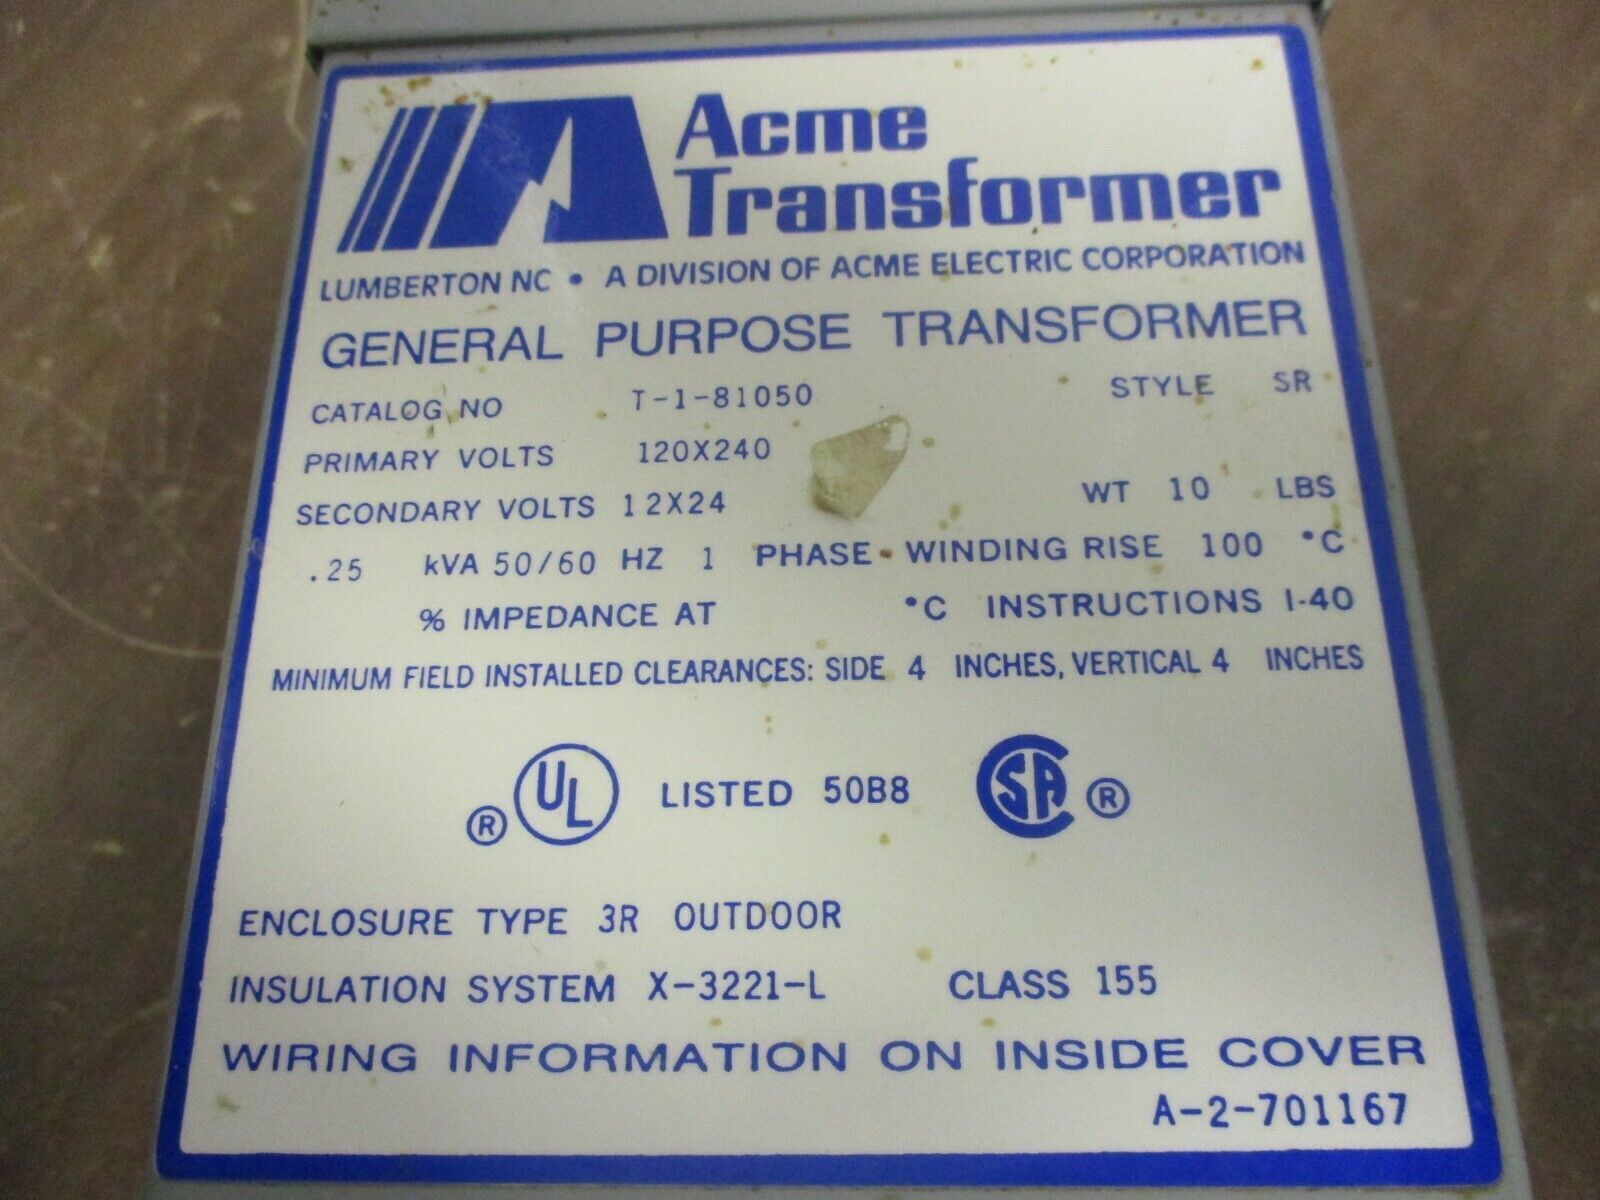 Acme
Transformer
LUMBERTON NC • A DIVISION OF ACME ELECTRIC CORPORATION
GENERAL PURPOSE TRANSFORMER
CATALOG NO T-1-81050 STYLE SR
PRIMARY VOLTS 120X240
SECONDARY VOLTS 12X24 WT 10 LBS
.25 kVA 50/60 HZ 1 PHASE WINDING RISE 100 °C
% IMPEDANCE AT °C INSTRUCTIONS I-40
MINIMUM FIELD INSTALLED CLEARANCES: SIDE 4 INCHES, VERTICAL 4 INCHES
® UL LISTED 50B8 CSA ®
ENCLOSURE TYPE 3R OUTDOOR
INSULATION SYSTEM X-3221-L CLASS 155
WIRING INFORMATION ON INSIDE COVER
A-2-701167